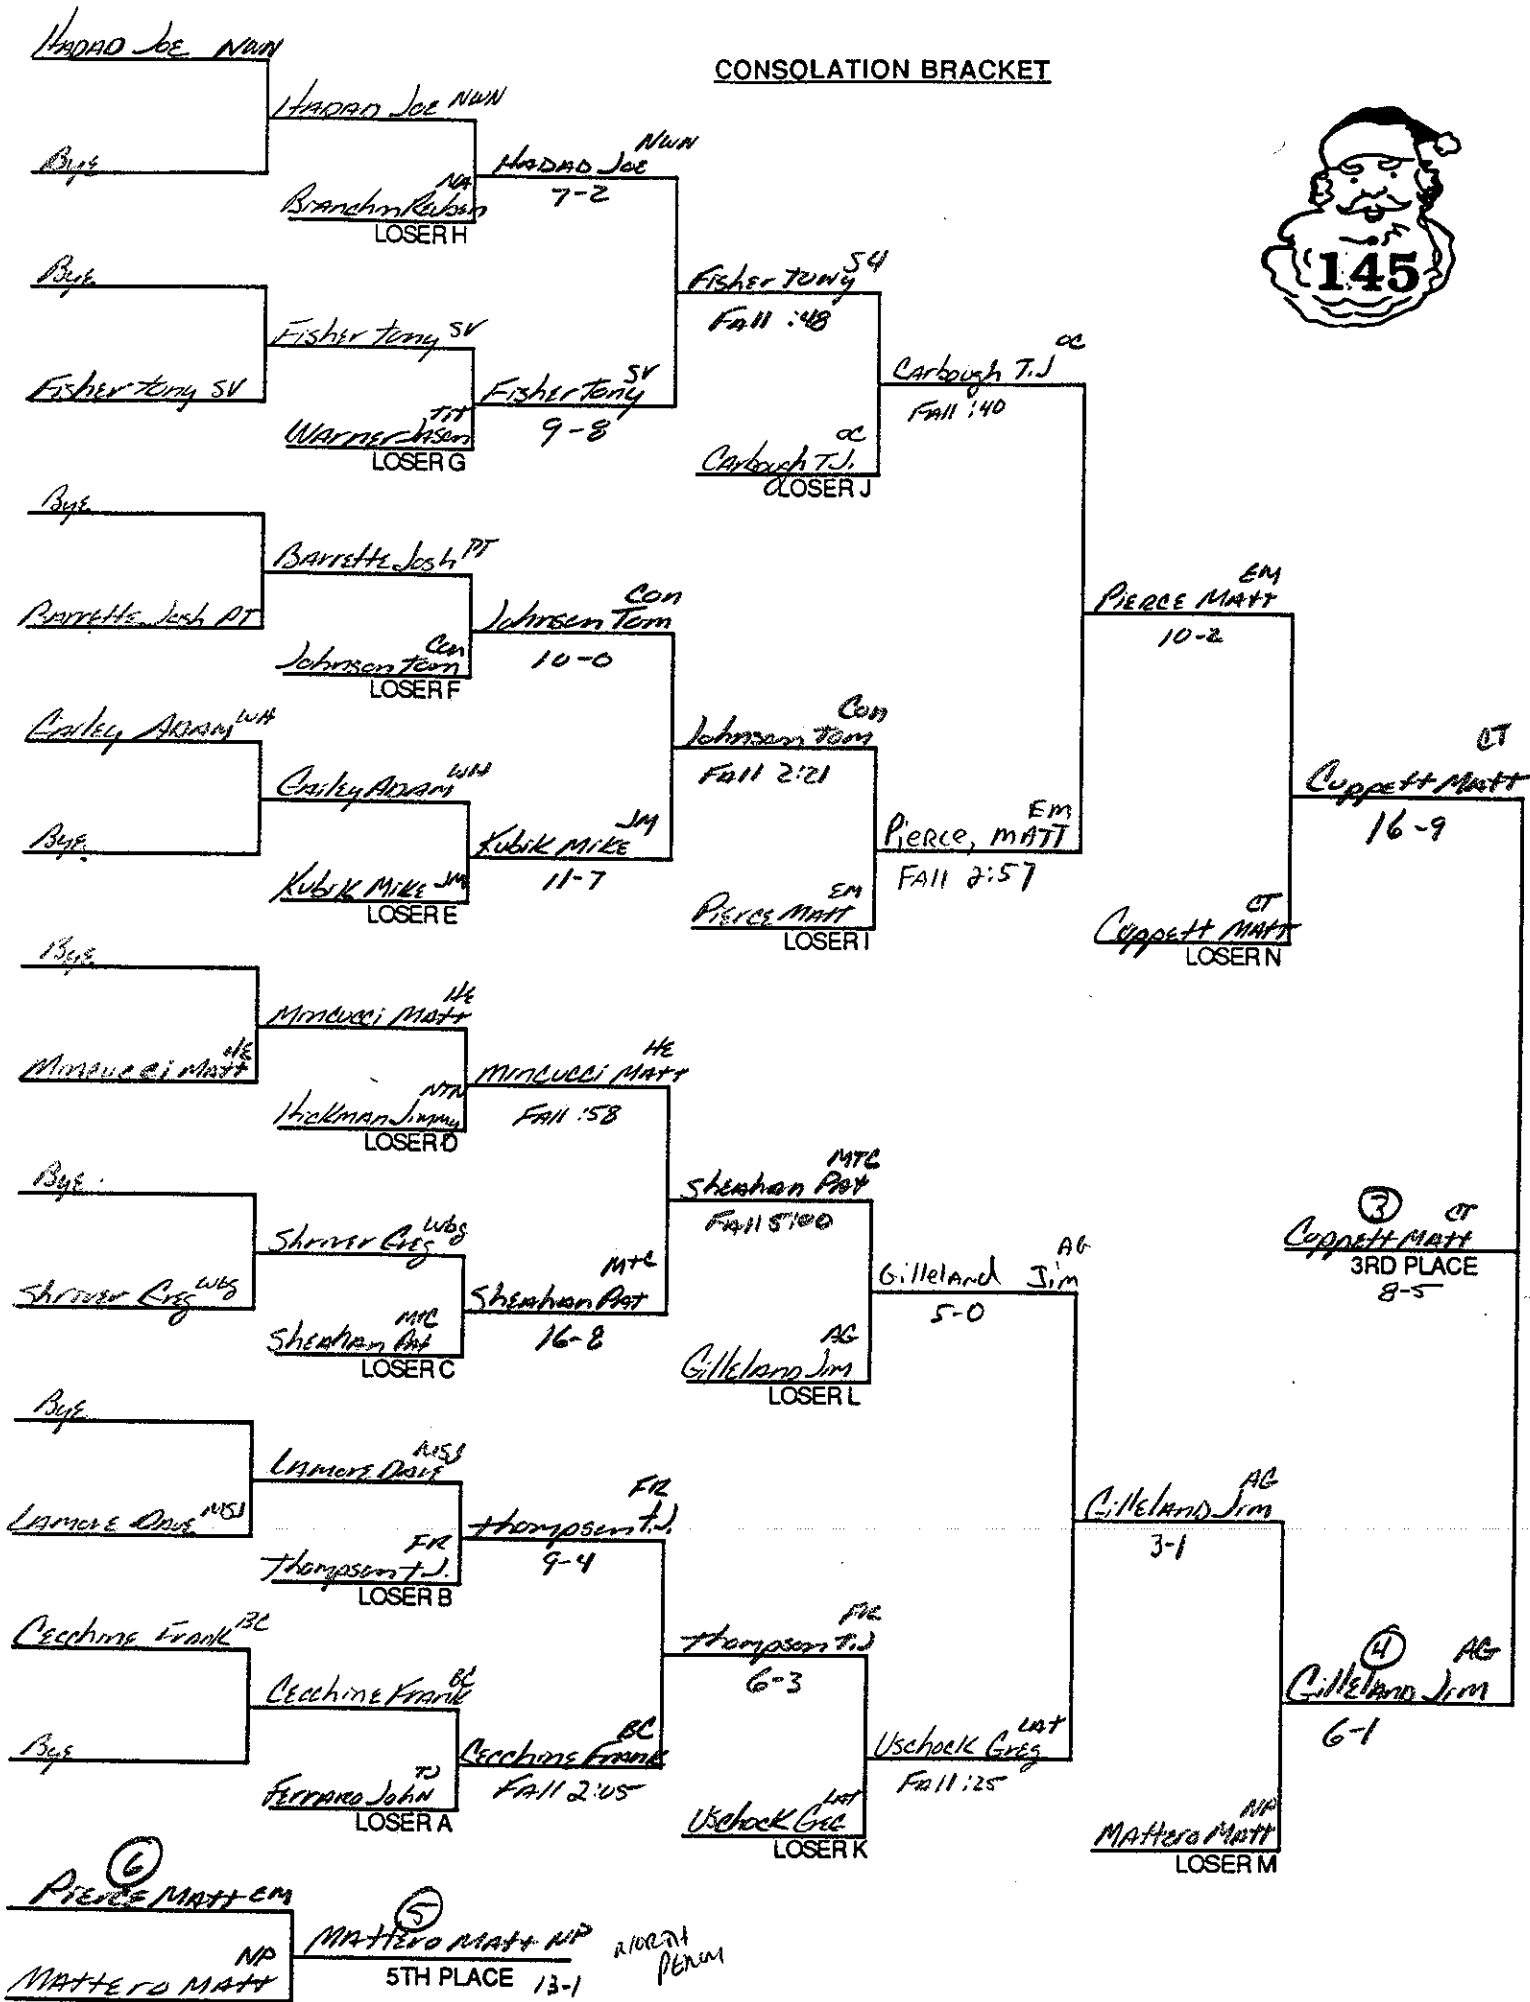 CONSOLATION BRACKET
145
HADAD JOE NWN
Bye
HADAD JOE NWN
NA
LOSER H
HADAD JOE NWN
7-2
Bye
Fisher Tony SV
Fisher Tony SV
TIT
WARNER JASON
LOSER G
Fisher Tony SV
9-8
Fisher Tony
FAll :48
Carbough T.J. OC
LOSER J
Carbough T.J OC
FAll :40
Bye
Barrette Josh PT
Barrette Josh PT
Johnson Tom Con
LOSER F
Johnson Tom Con
10-0
ADAM WH
Bye
ADAM WH
Kubik Mike JM
LOSER E
Kubik Mike JM
11-7
Johnson Tom Con
FAll 2:21
Pierce Matt EM
LOSER I
Pierce, MATT EM
FAll 2:57
Pierce Matt EM
10-2
Cuppett Matt CT
LOSER N
Cuppett Matt CT
16-9
Bye
Mincucci Matt HE
Mincucci Matt HE
Hickman Jimmy NTN
LOSER D
Mincucci Matt HE
FAll :58
Bye
Shriver Greg Wbg
Shriver Greg Wbg
Sheahan Pat MTC
LOSER C
Sheahan Pat MTC
16-8
Sheahan Pat MTC
FAll 5:00
Gilleland Jim AG
LOSER L
Gilleland Jim AG
5-0
3
Cuppett Matt CT
3RD PLACE
8-5
Bye
Lamore Dave MSJ
Lamore Dave MSJ
Thompson T.J. FR
LOSER B
Thompson T.J. FR
9-4
Cecchine Frank BC
Bye
Cecchine Frank BC
Ferraro John TJ
LOSER A
Cecchine Frank BC
FAll 2:05
Thompson T.J FR
6-3
Uschock LAT
LOSER K
Uschock Greg LAT
FAll :25
Gilleland Jim AG
3-1
Mattero Matt NP
LOSER M
4
Gilleland Jim AG
6-1
6
Pierce Matt EM
Mattero Matt NP
5
Mattero Matt NP
5TH PLACE 13-1
NORTH
PENN